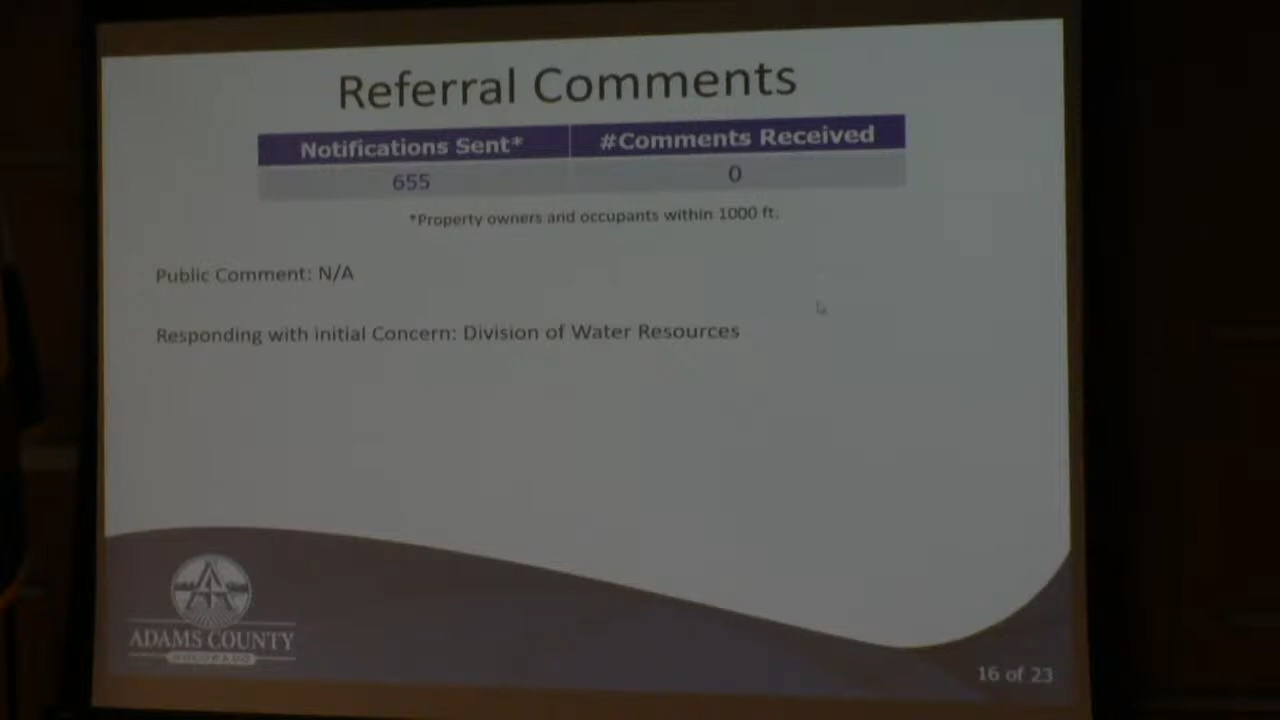 Referral Comments
Notifications Sent* #Comments Received
655 0
*Property owners and occupants within 1000 ft.
Public Comment: N/A
Responding with initial Concern: Division of Water Resources
ADAMS COUNTY
COLORADO
16 of 23